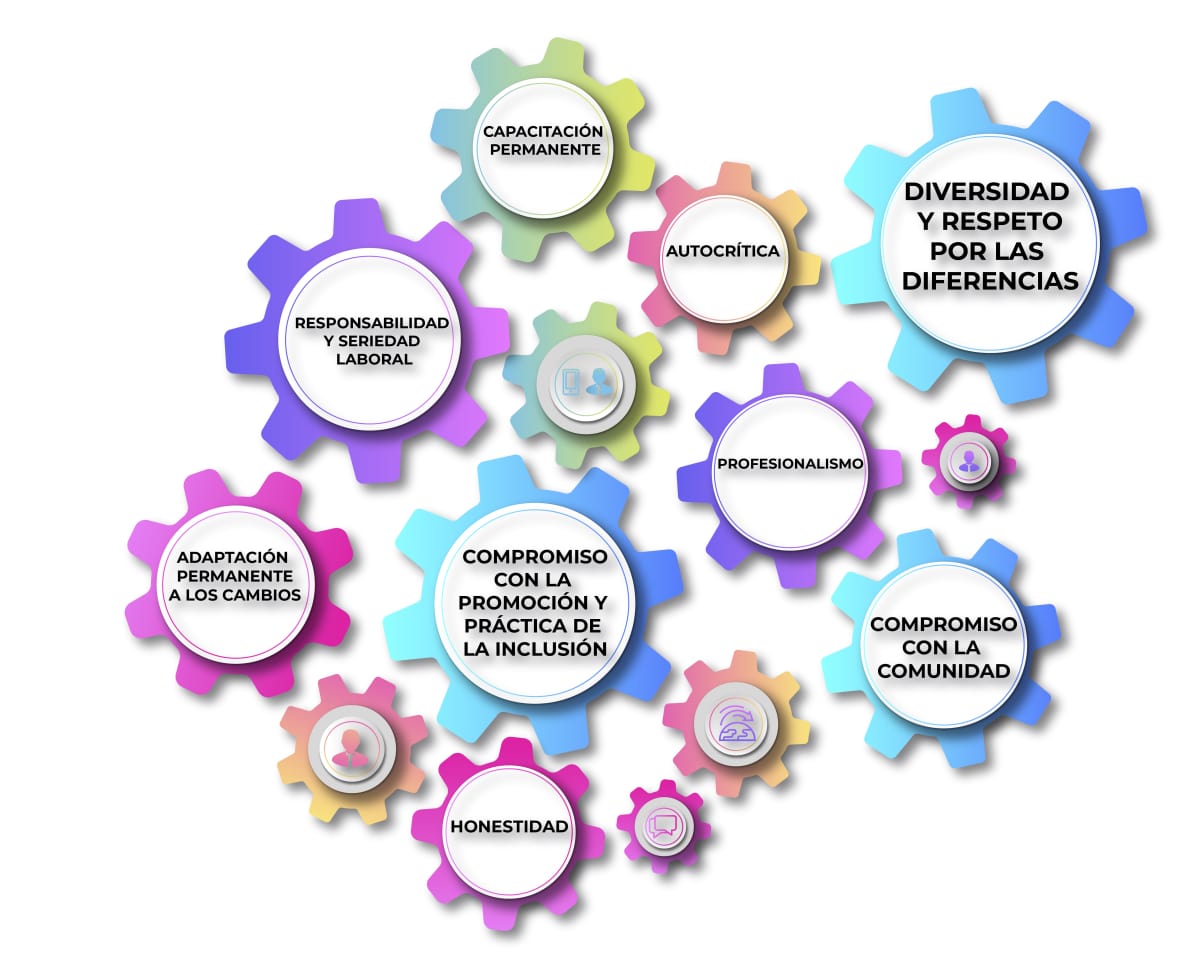 CAPACITACIÓN
PERMANENTE
DIVERSIDAD
Y RESPETO
POR LAS
DIFERENCIAS
AUTOCRÍTICA
RESPONSABILIDAD
Y SERIEDAD
LABORAL
PROFESIONALISMO
ADAPTACIÓN
PERMANENTE
A LOS CAMBIOS
COMPROMISO
CON LA
PROMOCIÓN Y
PRÁCTICA DE
LA INCLUSIÓN
COMPROMISO
CON LA
COMUNIDAD
HONESTIDAD